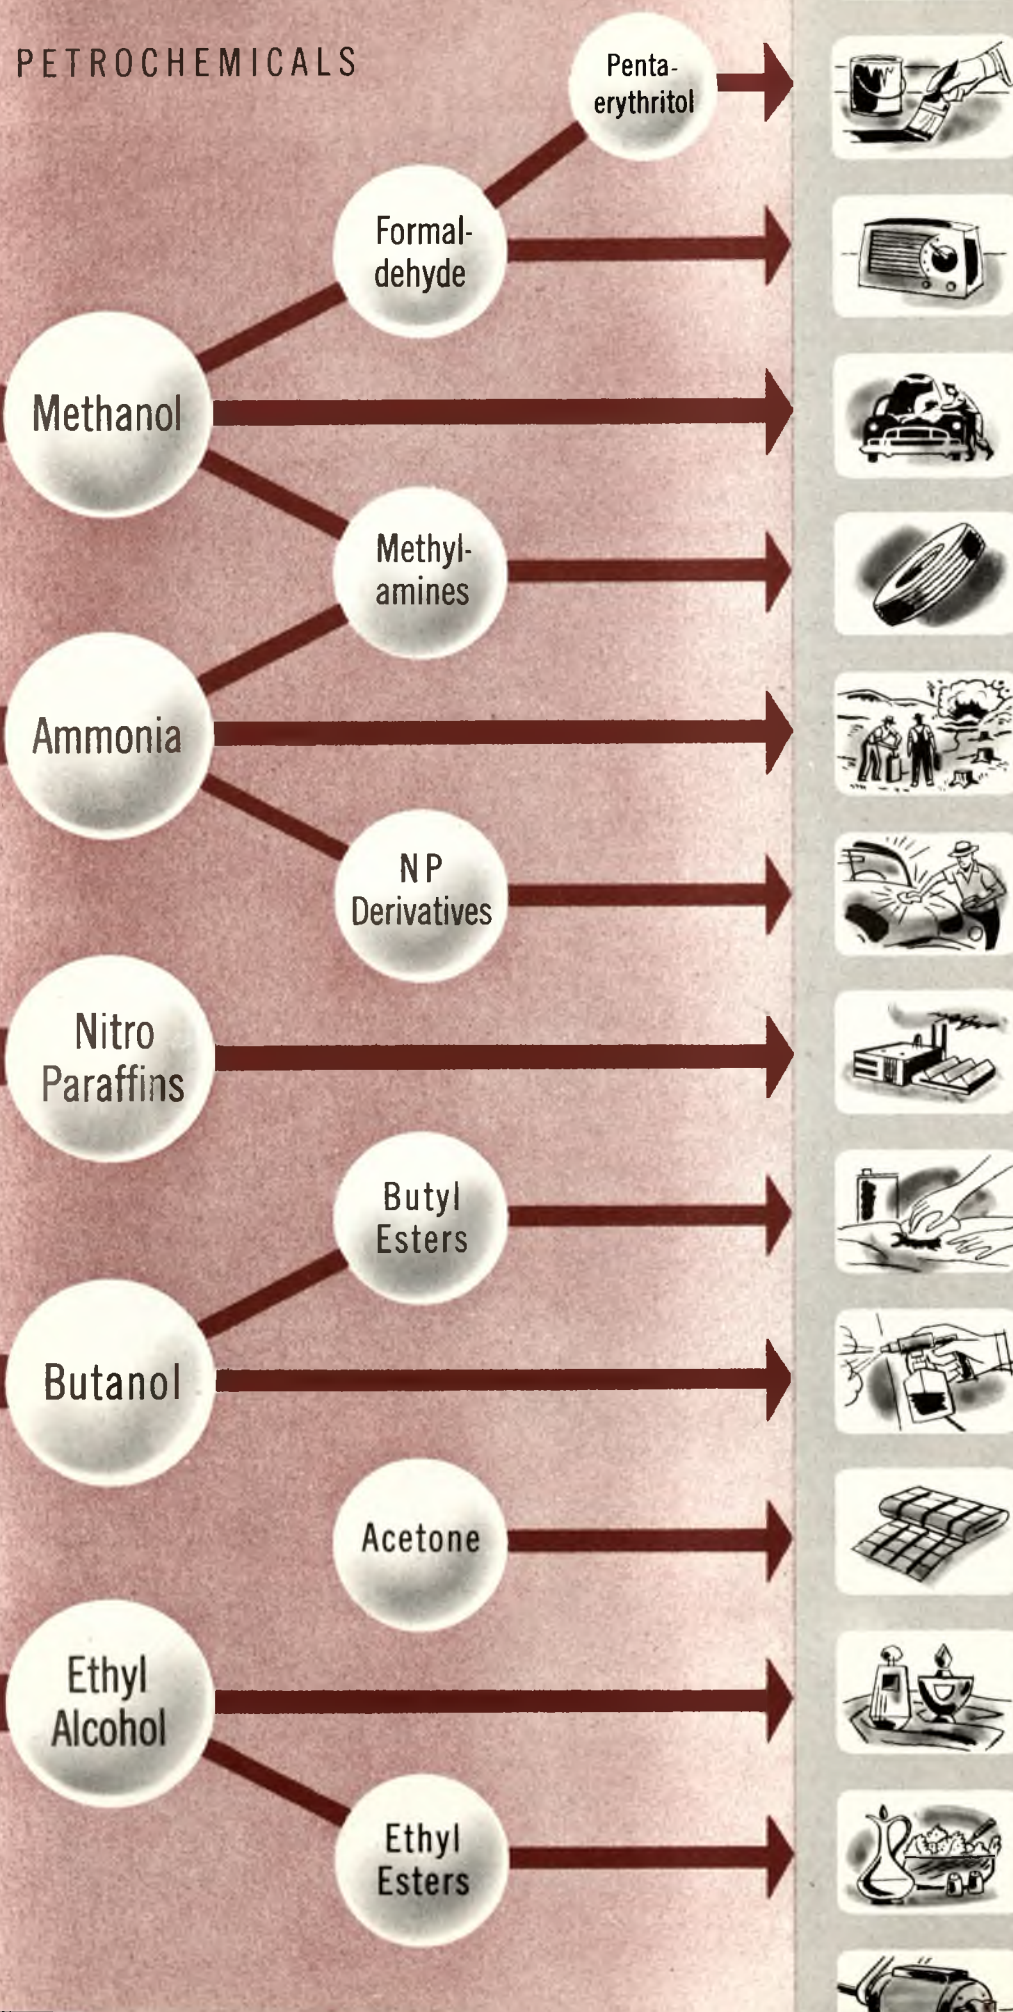 PETROCHEMICALS
Penta-
erythritol
Formal-
dehyde
Methanol
Methyl-
amines
Ammonia
NP
Derivatives
Nitro
Paraffins
Butyl
Esters
Butanol
Acetone
Ethyl
Alcohol
Ethyl
Esters